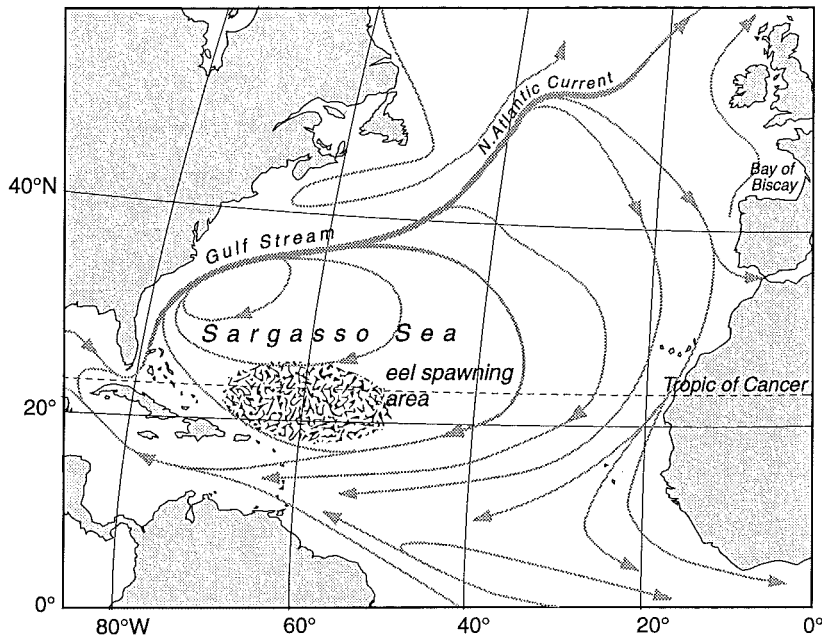 N. Atlantic Current
40°N
Bay of
Biscay
Gulf Stream
Sargasso Sea
eel spawning
area
Tropic of Cancer
20°
0°
80°W
60°
40°
20°
0°